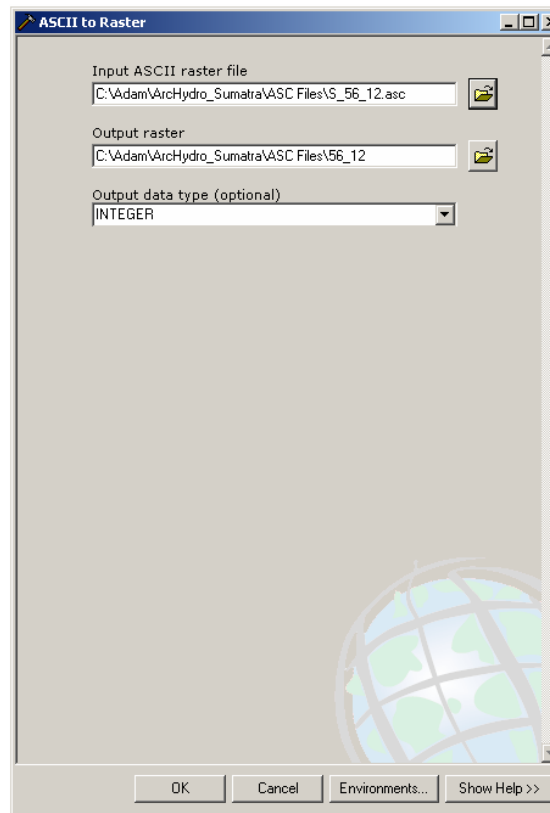 ASCII to Raster
Input ASCII raster file
C:\Adam\ArcHydro_Sumatra\ASC Files\S_56_12.asc
Output raster
C:\Adam\ArcHydro_Sumatra\ASC Files\56_12
Output data type (optional)
INTEGER
OK Cancel Environments... Show Help >>